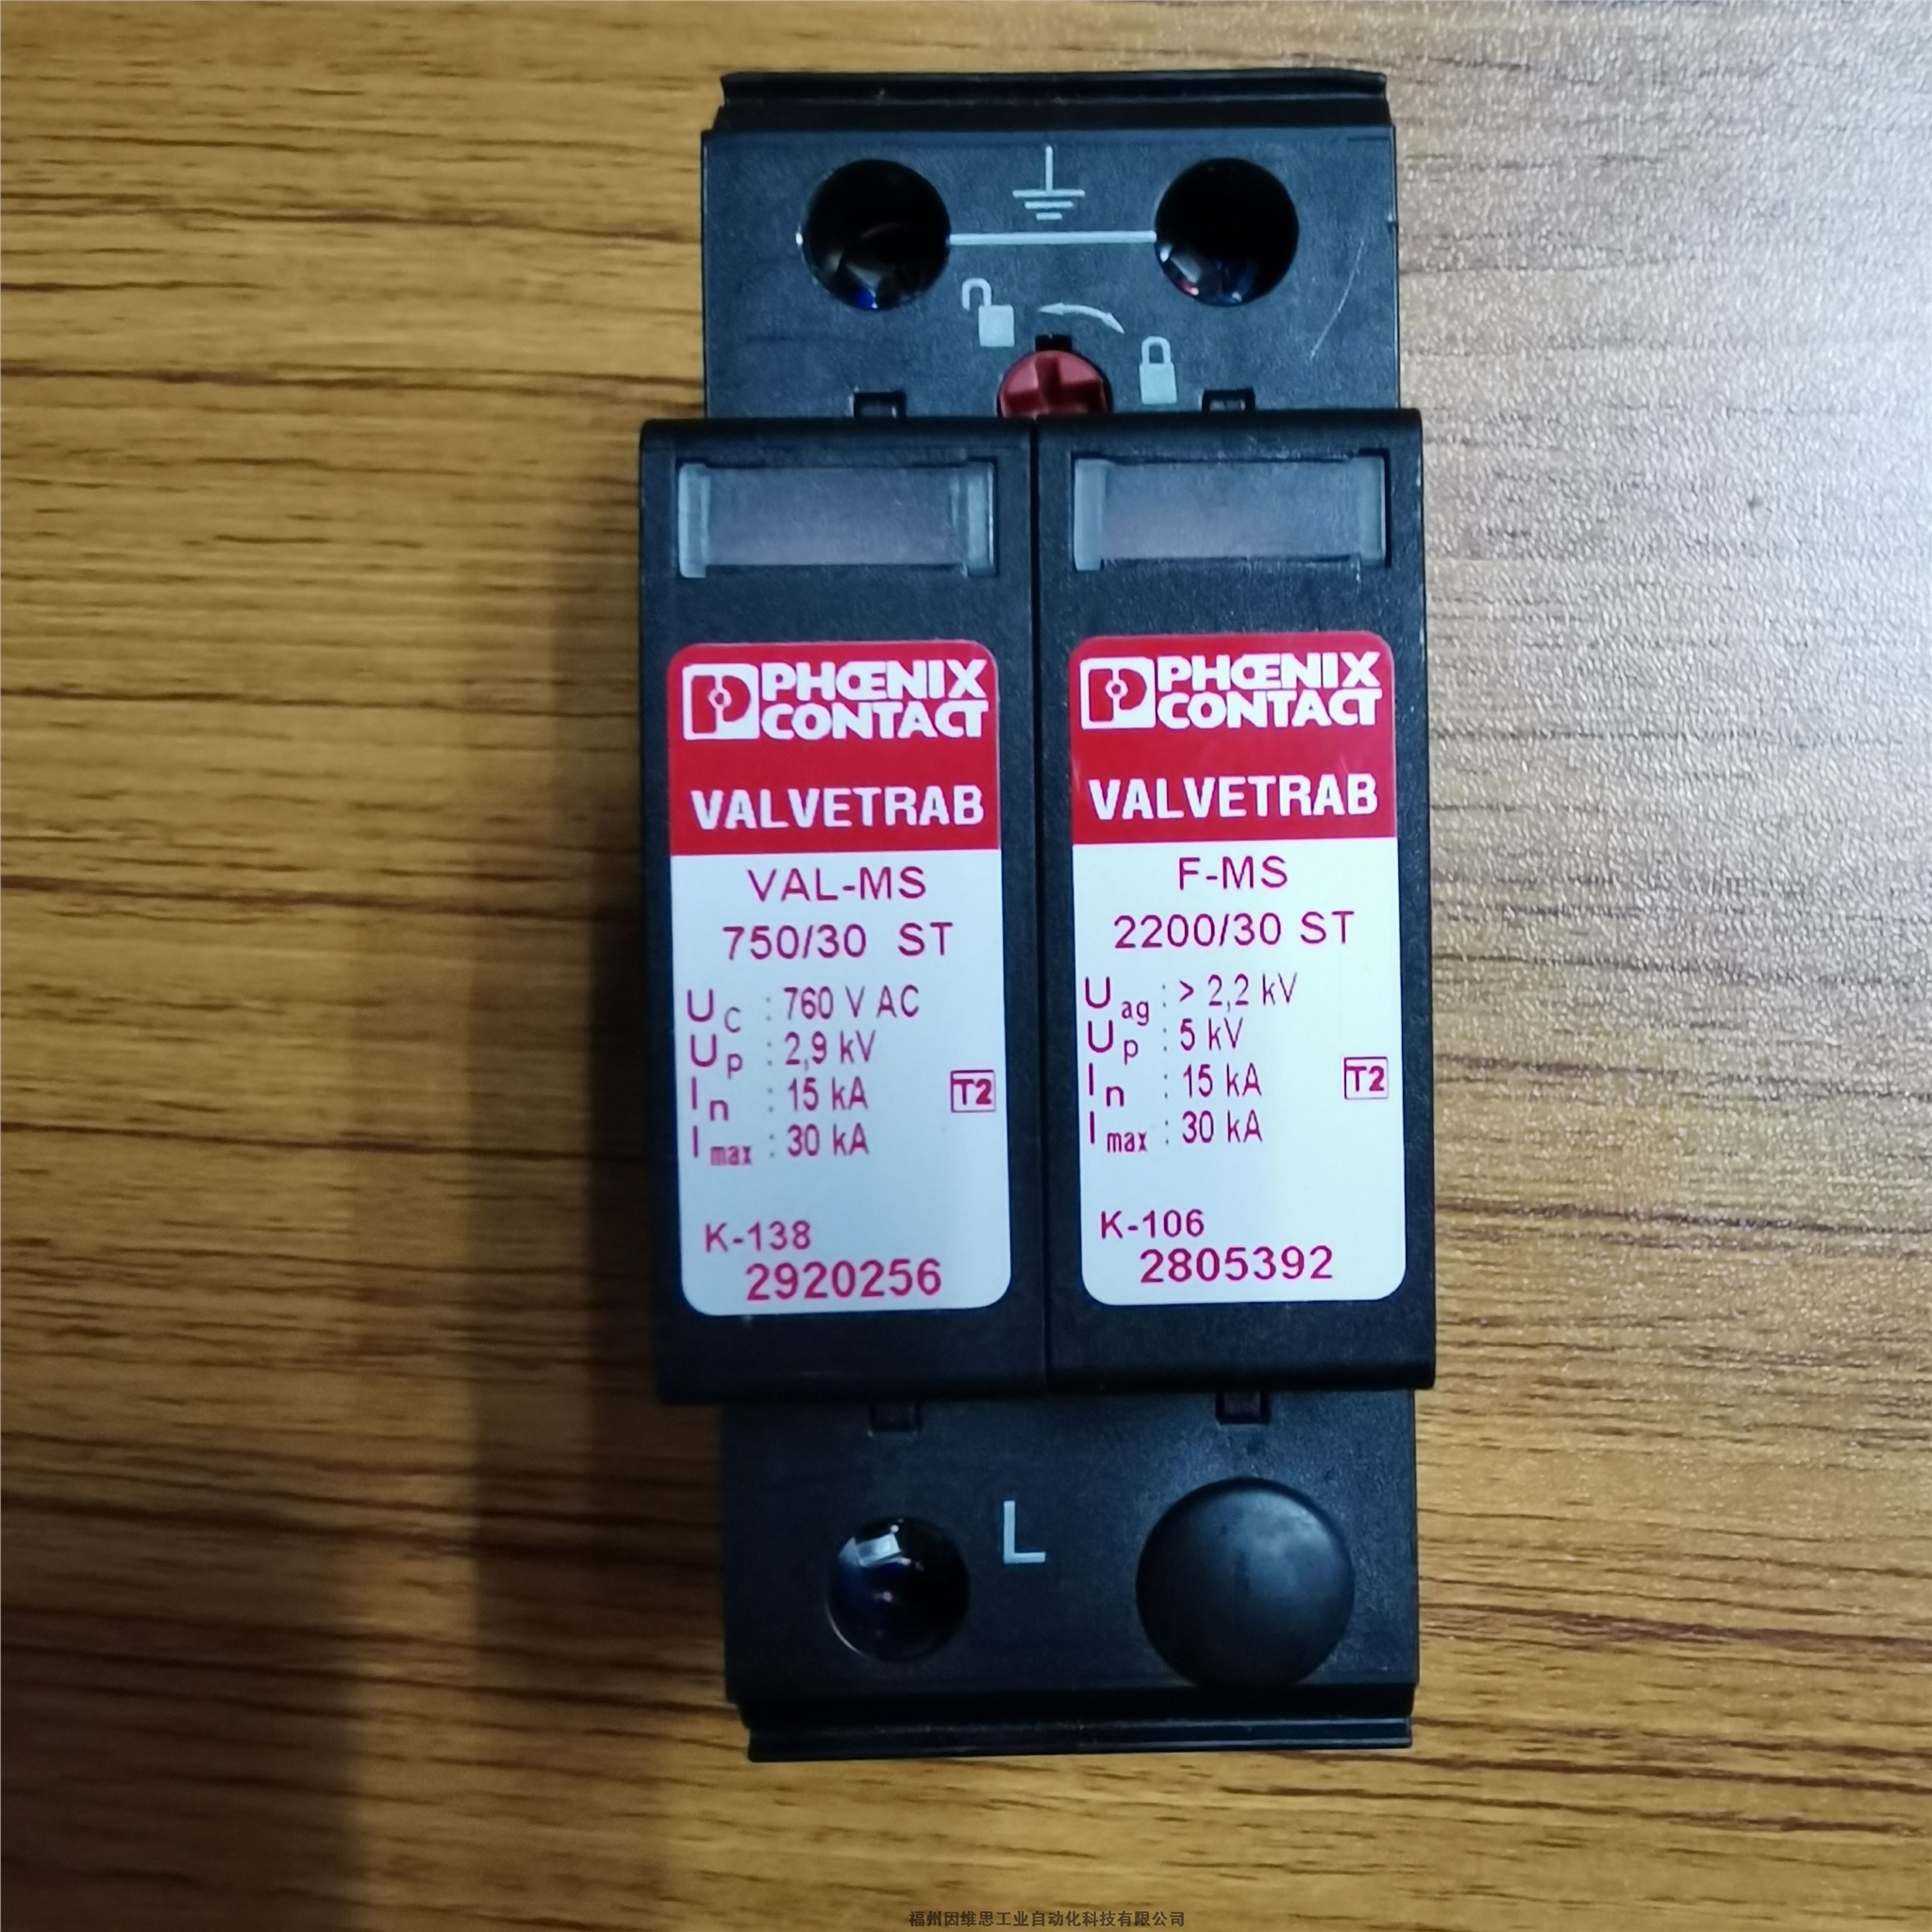 PHŒNIX
CONTACT
VALVETRAB
VAL-MS
750/30 ST
UC : 760 V AC
Up : 2,9 kV
In : 15 kA
T2
Imax : 30 kA
K-138
2920256
PHŒNIX
CONTACT
VALVETRAB
F-MS
2200/30 ST
Uag : > 2,2 kV
Up : 5 kV
In : 15 kA
T2
Imax : 30 kA
K-106
2805392
L
福州因维思工业自动化科技有限公司